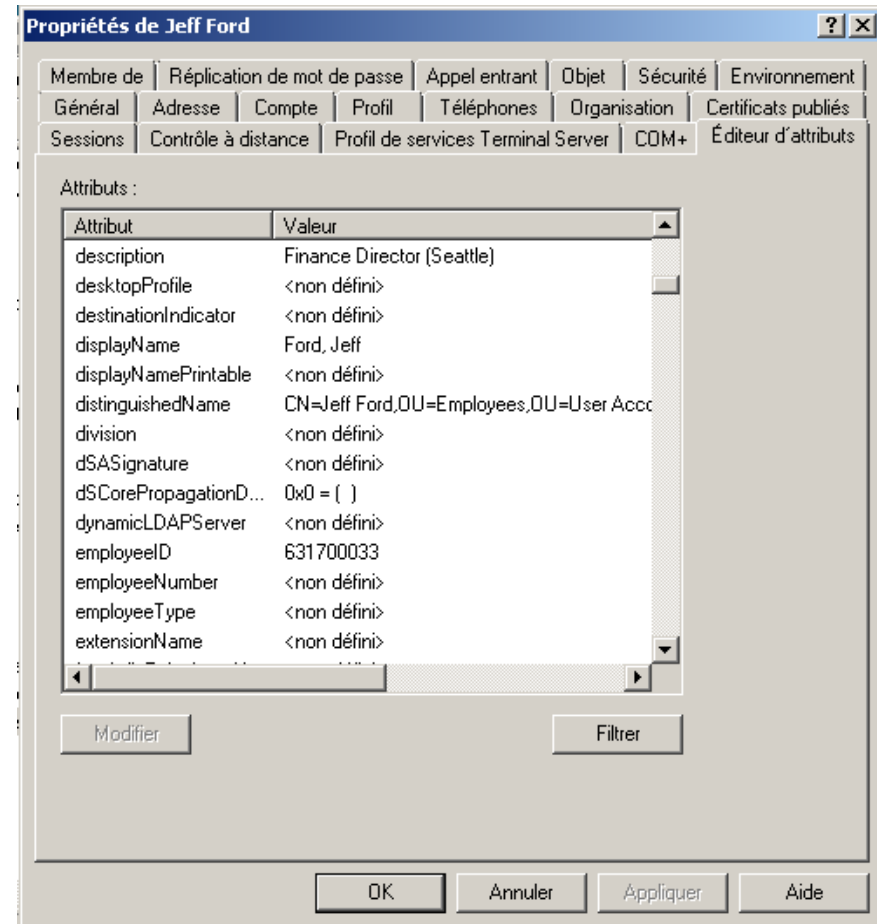 Propriétés de Jeff Ford
Membre de Réplication de mot de passe Appel entrant Objet Sécurité Environnement
Général Adresse Compte Profil Téléphones Organisation Certificats publiés
Sessions Contrôle à distance Profil de services Terminal Server COM+ Éditeur d'attributs
Attributs :
Attribut Valeur
description Finance Director (Seattle)
desktopProfile <non défini>
destinationIndicator <non défini>
displayName Ford, Jeff
displayNamePrintable <non défini>
distinguishedName CN=Jeff Ford,OU=Employees,OU=User Acco
division <non défini>
dSASignature <non défini>
dSCorePropagationD... 0x0 = ( )
dynamicLDAPServer <non défini>
employeeID 631700033
employeeNumber <non défini>
employeeType <non défini>
extensionName <non défini>
Modifier Filtrer
OK Annuler Appliquer Aide